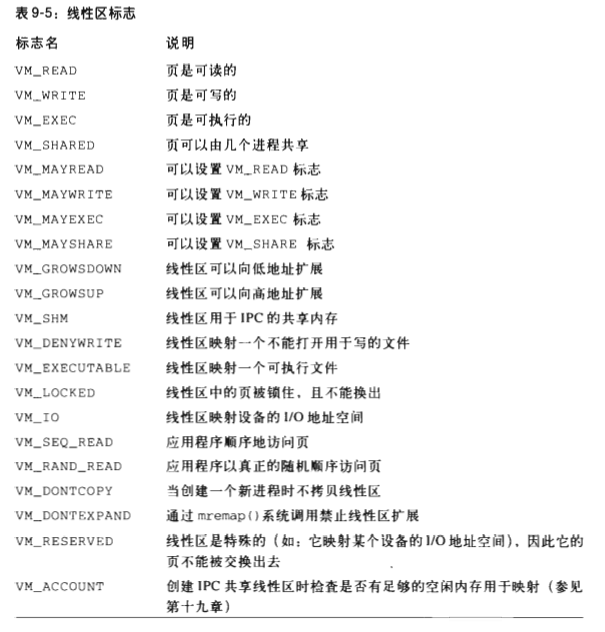 表 9-5：线性区标志
标志名 说明
VM_READ 页是可读的
VM_WRITE 页是可写的
VM_EXEC 页是可执行的
VM_SHARED 页可以由几个进程共享
VM_MAYREAD 可以设置 VM_READ 标志
VM_MAYWRITE 可以设置 VM_WRITE 标志
VM_MAYEXEC 可以设置 VM_EXEC 标志
VM_MAYSHARE 可以设置 VM_SHARE 标志
VM_GROWSDOWN 线性区可以向低地址扩展
VM_GROWSUP 线性区可以向高地址扩展
VM_SHM 线性区用于 IPC 的共享内存
VM_DENYWRITE 线性区映射一个不能打开用于写的文件
VM_EXECUTABLE 线性区映射一个可执行文件
VM_LOCKED 线性区中的页被锁住，且不能换出
VM_IO 线性区映射设备的 I/O 地址空间
VM_SEQ_READ 应用程序顺序地访问页
VM_RAND_READ 应用程序以真正的随机顺序访问页
VM_DONTCOPY 当创建一个新进程时不拷贝线性区
VM_DONTEXPAND 通过 mremap()系统调用禁止线性区扩展
VM_RESERVED 线性区是特殊的（如：它映射某个设备的 I/O 地址空间），因此它的
页不能被交换出去
VM_ACCOUNT 创建 IPC 共享线性区时检查是否有足够的空闲内存用于映射（参见
第十九章）